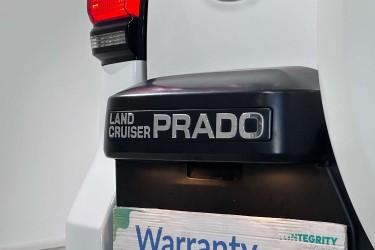 LAND
CRUISER PRADO
INTEGRITY
Warranty